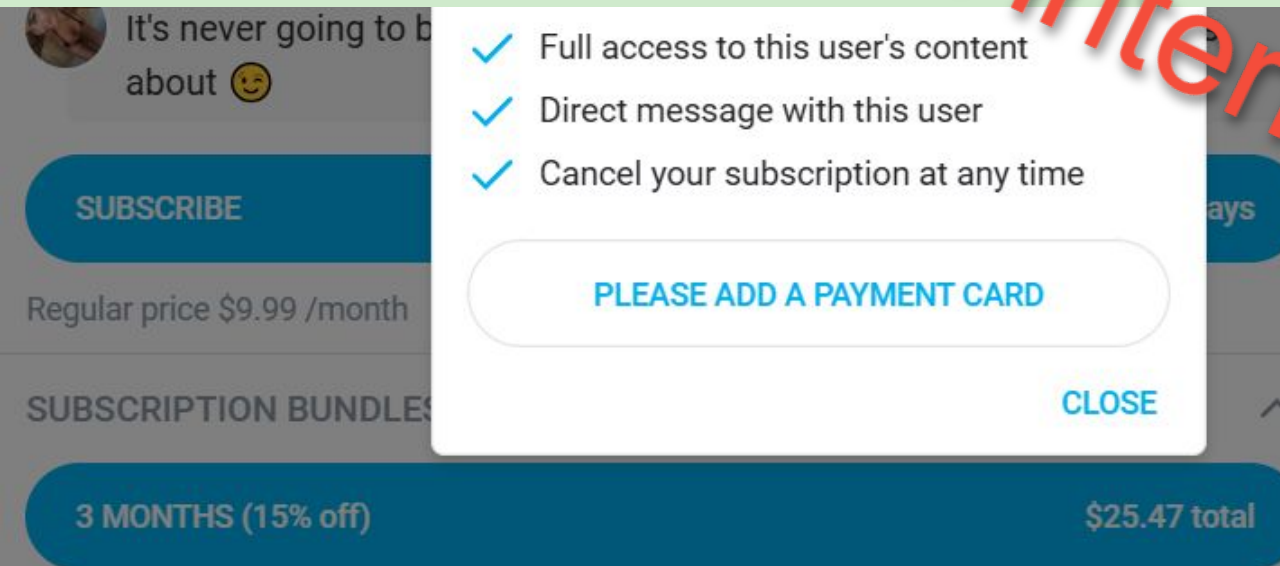 It's never going to b
about 😉
Full access to this user's content
Direct message with this user
Cancel your subscription at any time
SUBSCRIBE
ays
Regular price $9.99 /month
PLEASE ADD A PAYMENT CARD
CLOSE
SUBSCRIPTION BUNDLES
3 MONTHS (15% off)
$25.47 total